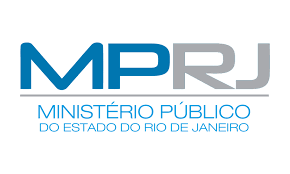 MPRJ
MINISTÉRIO PÚBLICO
DO ESTADO DO RIO DE JANEIRO